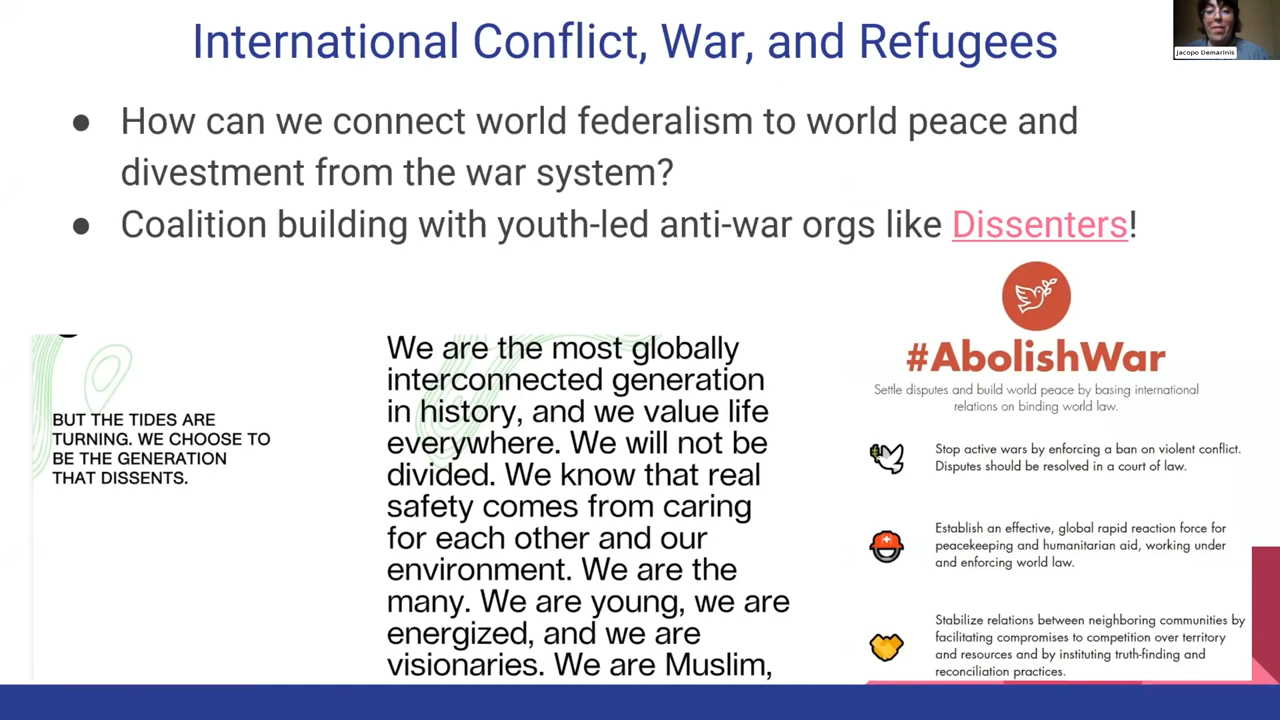 International Conflict, War, and Refugees
Jacopo Demarinis
● How can we connect world federalism to world peace and
divestment from the war system?
● Coalition building with youth-led anti-war orgs like Dissenters!
BUT THE TIDES ARE
TURNING. WE CHOOSE TO
BE THE GENERATION
THAT DISSENTS.
We are the most globally
interconnected generation
in history, and we value life
everywhere. We will not be
divided. We know that real
safety comes from caring
for each other and our
environment. We are the
many. We are young, we are
energized, and we are
visionaries. We are Muslim,
#AbolishWar
Settle disputes and build world peace by basing international
relations on binding world law.
Stop active wars by enforcing a ban on violent conflict.
Disputes should be resolved in a court of law.
Establish an effective, global rapid reaction force for
peacekeeping and humanitarian aid, working under
and enforcing world law.
Stabilize relations between neighboring communities by
facilitating compromises to competition over territory
and resources and by instituting truth-finding and
reconciliation practices.